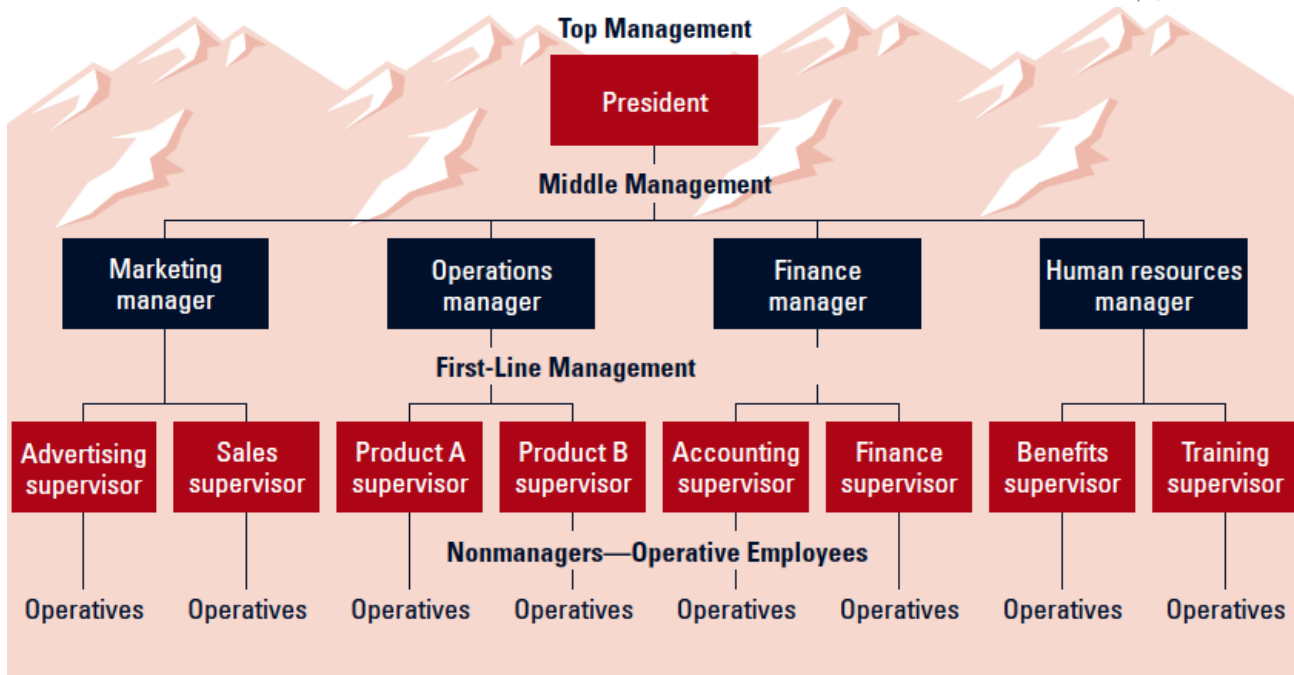 Top Management
President
Middle Management
Marketing
manager
Operations
manager
Finance
manager
Human resources
manager
First-Line Management
Advertising
supervisor
Sales
supervisor
Product A
supervisor
Product B
supervisor
Accounting
supervisor
Finance
supervisor
Benefits
supervisor
Training
supervisor
Nonmanagers—Operative Employees
Operatives
Operatives
Operatives
Operatives
Operatives
Operatives
Operatives
Operatives